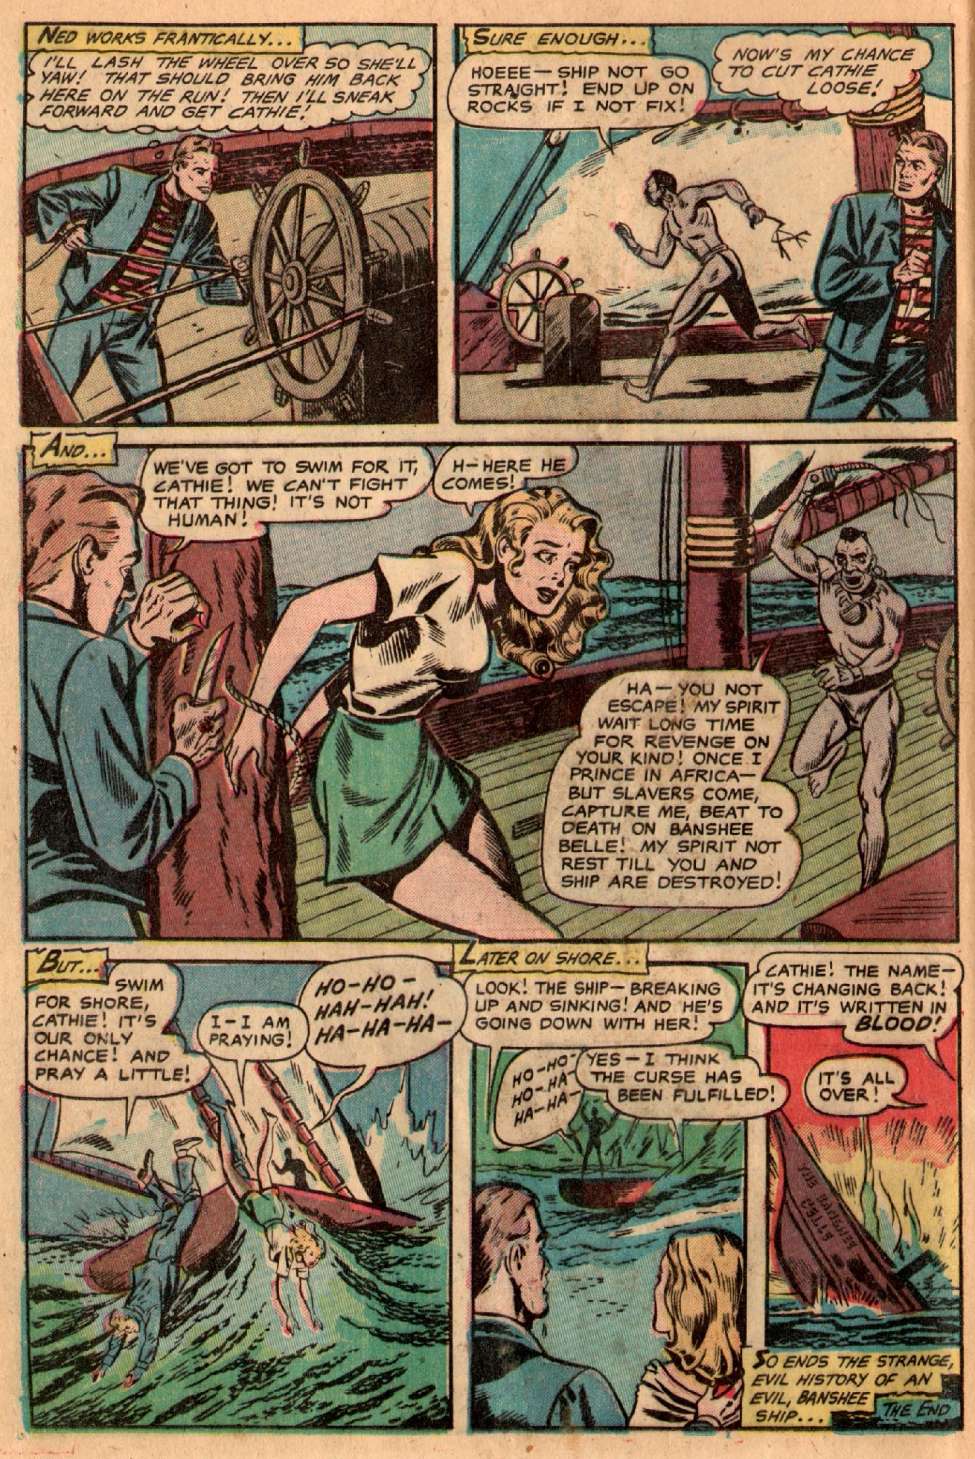 NED WORKS FRANTICALLY...
I'LL LASH THE WHEEL OVER SO SHE'LL
YAW! THAT SHOULD BRING HIM BACK
HERE ON THE RUN! THEN I'LL SNEAK
FORWARD AND GET CATHIE!
SURE ENOUGH...
HOEEE— SHIP NOT GO
STRAIGHT! END UP ON
ROCKS IF I NOT FIX!
NOW'S MY CHANCE
TO CUT CATHIE
LOOSE!
AND...
WE'VE GOT TO SWIM FOR IT,
CATHIE! WE CAN'T FIGHT
THAT THING! IT'S NOT
HUMAN!
H-HERE HE
COMES!
HA— YOU NOT
ESCAPE! MY SPIRIT
WAIT LONG TIME
FOR REVENGE ON
YOUR KIND! ONCE I
PRINCE IN AFRICA—
BUT SLAVERS COME,
CAPTURE ME, BEAT TO
DEATH ON BANSHEE
BELLE! MY SPIRIT NOT
REST TILL YOU AND
SHIP ARE DESTROYED!
BUT...
SWIM
FOR SHORE,
CATHIE! IT'S
OUR ONLY
CHANCE! AND
PRAY A LITTLE!
I-I AM
PRAYING!
HO-HO-
HAH-HAH!
HA-HA-HA-
LATER ON SHORE...
LOOK! THE SHIP— BREAKING
UP AND SINKING! AND HE'S
GOING DOWN WITH HER!
HO-HO-
HO-HA-
HO-HA-
HA-HA-
YES— I THINK
THE CURSE HAS
BEEN FULFILLED!
CATHIE! THE NAME—
IT'S CHANGING BACK!
AND IT'S WRITTEN IN
BLOOD!
IT'S ALL
OVER!
SO ENDS THE STRANGE,
EVIL HISTORY OF AN
EVIL, BANSHEE
SHIP...
THE END